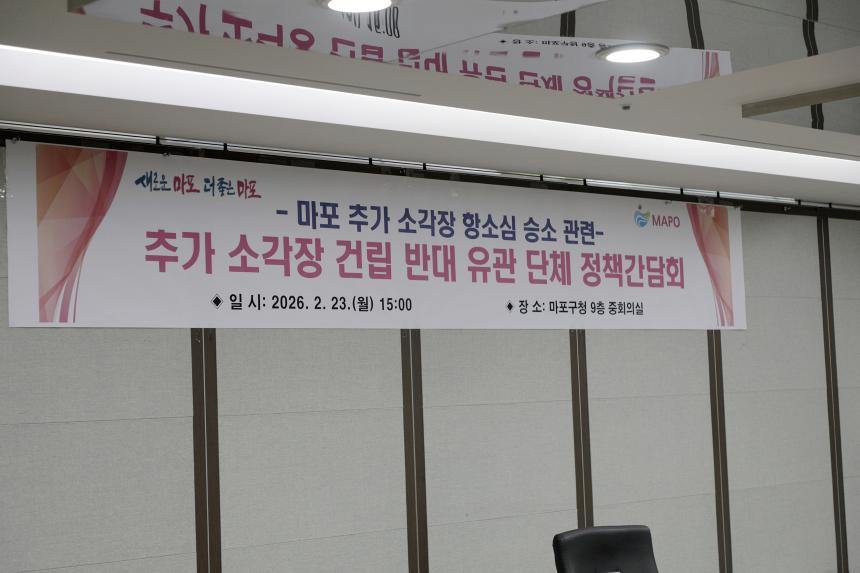 새로운 마포 더 좋은 마포
MAPO
- 마포 추가 소각장 항소심 승소 관련-
추가 소각장 건립 반대 유관 단체 정책간담회
◈ 일 시: 2026. 2. 23.(월) 15:00
◈ 장 소: 마포구청 9층 중회의실